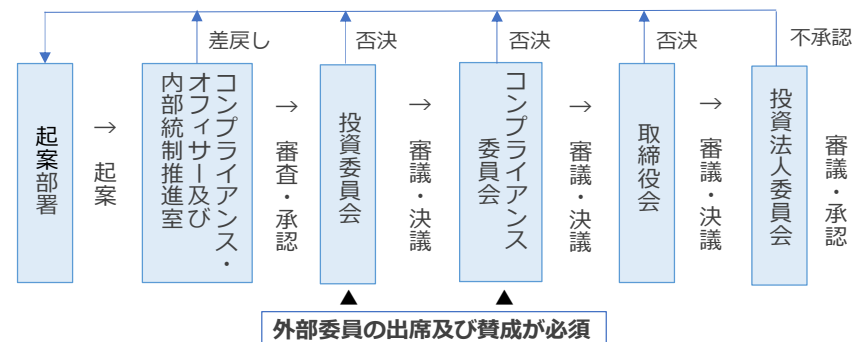 差戻し
否決
否決
否決
不承認
起案部署
→ 起案
コンプライアンス・
オフィサー及び
内部統制推進室
→ 審査・承認
投資委員会
→ 審議・決議
コンプライアンス
委員会
→ 審議・決議
取締役会
→ 審議・決議
投資法人委員会
審議・承認
▲
▲
外部委員の出席及び賛成が必須